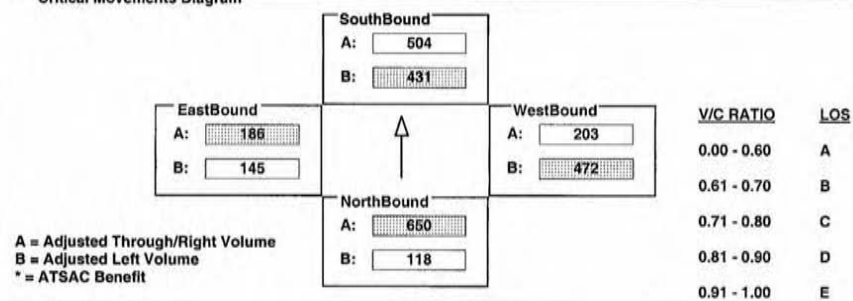 Critical Movements Diagram
SouthBound
A: 504
B: 431
EastBound
A: 186
B: 145
WestBound
A: 203
B: 472
NorthBound
A: 650
B: 118
A = Adjusted Through/Right Volume
B = Adjusted Left Volume
* = ATSAC Benefit
V/C RATIO LOS
0.00 - 0.60 A
0.61 - 0.70 B
0.71 - 0.80 C
0.81 - 0.90 D
0.91 - 1.00 E